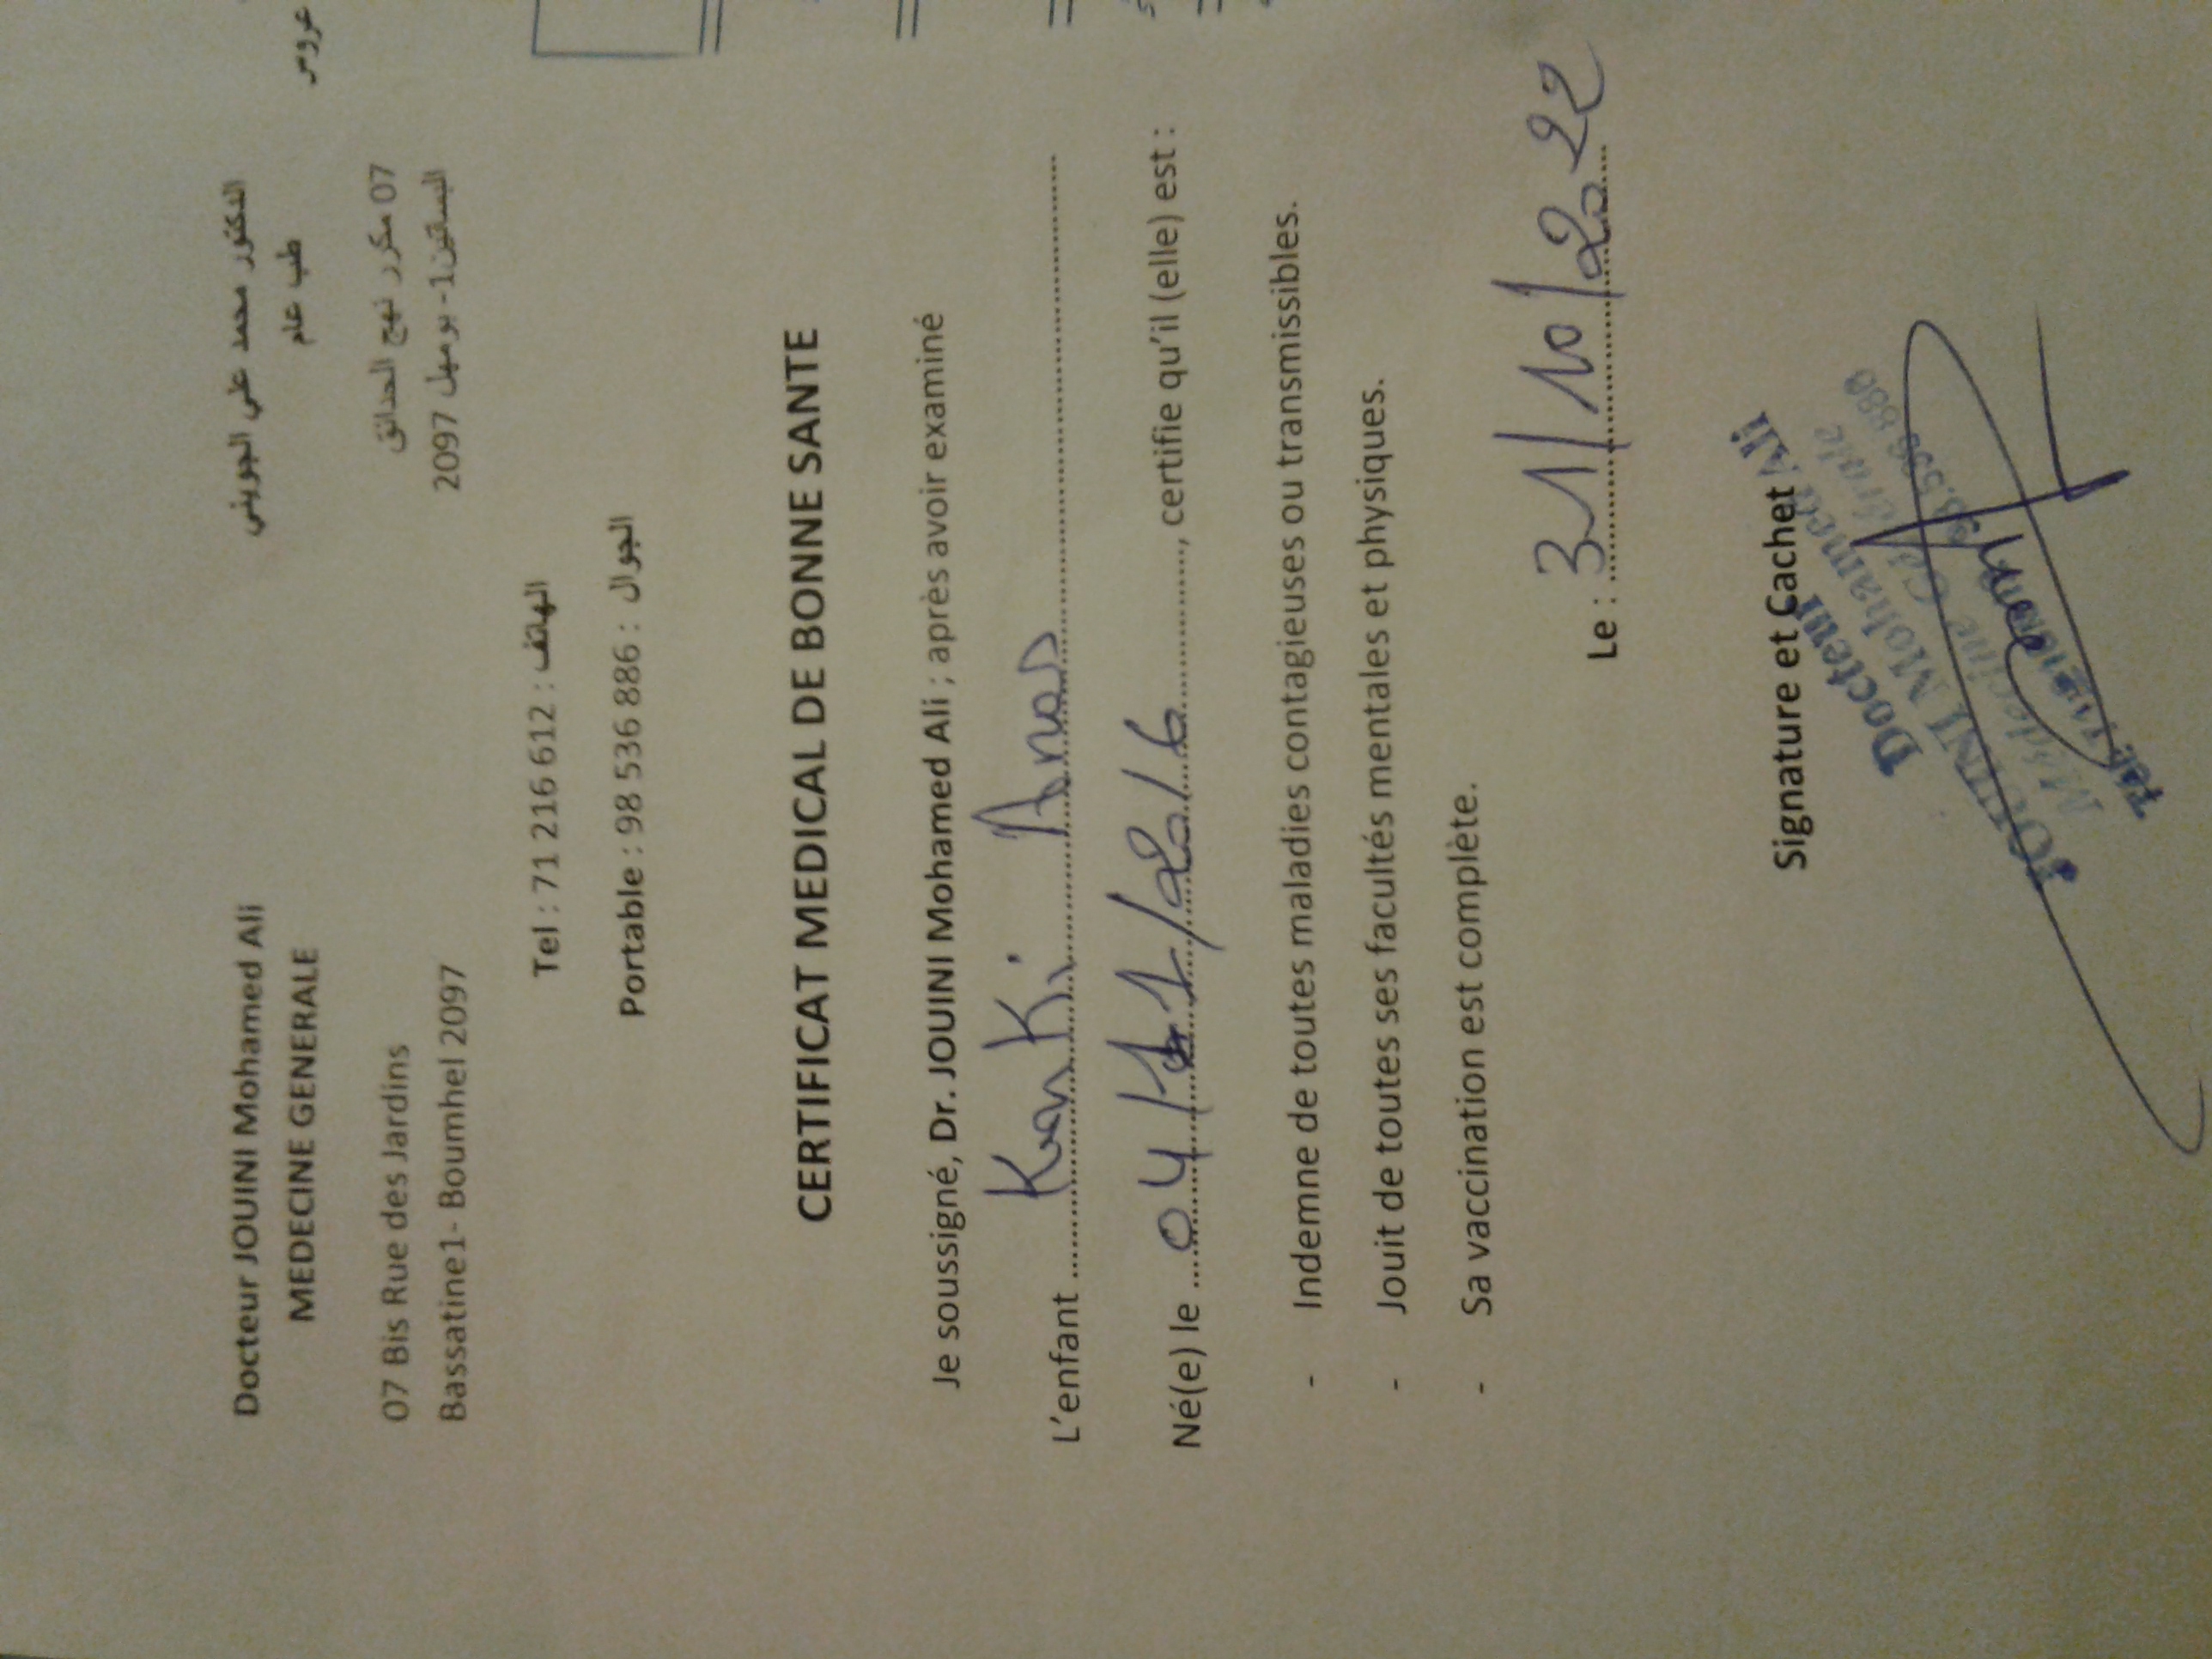 Docteur JOUINI Mohamed Ali
الدكتور محمد علي الجويني
MEDECINE GENERALE
طب عام
07 Bis Rue des Jardins
07 مكرر نهج الحدائق
Bassatine1- Boumhel 2097
البساتين1- بومهل 2097
Tel : 71 216 612 : الهاتف
Portable : 98 536 886 : الجوال
CERTIFICAT MEDICAL DE BONNE SANTE
Je soussigné, Dr. JOUINI Mohamed Ali ; après avoir examiné
L'enfant
Né(e) le 04/11/2016, certifie qu'il (elle) est :
- Indemne de toutes maladies contagieuses ou transmissibles.
- Jouit de toutes ses facultés mentales et physiques.
- Sa vaccination est complète.
Le : 31/10/2022
Signature et Cachet
Docteur
JOUINI Mohamed Ali